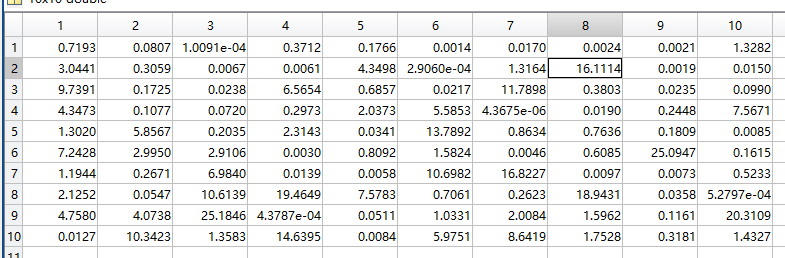 10x10 double
1 2 3 4 5 6 7 8 9 10
1 0.7193 0.0807 1.0091e-04 0.3712 0.1766 0.0014 0.0170 0.0024 0.0021 1.3282
2 3.0441 0.3059 0.0067 0.0061 4.3498 2.9060e-04 1.3164 16.1114 0.0019 0.0150
3 9.7391 0.1725 0.0238 6.5654 0.6857 0.0217 11.7898 0.3803 0.0235 0.0990
4 4.3473 0.1077 0.0720 0.2973 2.0373 5.5853 4.3675e-06 0.0190 0.2448 7.5671
5 1.3020 5.8567 0.2035 2.3143 0.0341 13.7892 0.8634 0.7636 0.1809 0.0085
6 7.2428 2.9950 2.9106 0.0030 0.8092 1.5824 0.0046 0.6085 25.0947 0.1615
7 1.1944 0.2671 6.9840 0.0139 0.0058 10.6982 16.8227 0.0097 0.0073 0.5233
8 2.1252 0.0547 10.6139 19.4649 7.5783 0.7061 0.2623 18.9431 0.0358 5.2797e-04
9 4.7580 4.0738 25.1846 4.3787e-04 0.0511 1.0331 2.0084 1.5962 0.1161 20.3109
10 0.0127 10.3423 1.3583 14.6395 0.0084 5.9751 8.6419 1.7528 0.3181 1.4327
11